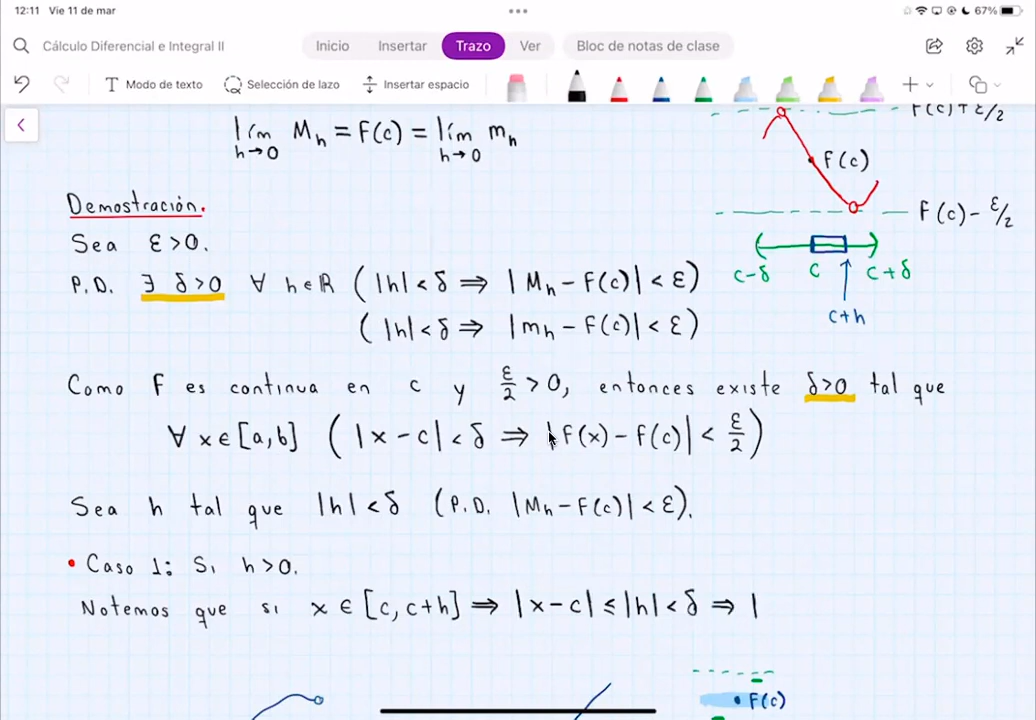 12:11 Vie 11 de mar 67%
Cálculo Diferencial e Integral II Inicio Insertar Trazo Ver Bloc de notas de clase
Modo de texto Selección de lazo Insertar espacio
lím Mₕ = f(c) = lím mₕ
h→0 h→0
f(c)+ε/2
f(c)
f(c)-ε/2
c-δ c c+δ
c+h
Demostración.
Sea ε>0.
P.D. ∃ δ>0 ∀ h∈ℝ (|h|<δ ⇒ |Mₕ-f(c)|<ε)
(|h|<δ ⇒ |mₕ-f(c)|<ε)
Como f es continua en c y ε/2 >0, entonces existe δ>0 tal que
∀ x∈[a,b] (|x-c|<δ ⇒ |f(x)-f(c)|< ε/2)
Sea h tal que |h|<δ (P.D. |Mₕ-f(c)|<ε).
• Caso 1: Si h>0.
Notemos que si x∈[c,c+h] ⇒ |x-c|≤|h|<δ ⇒ |
f(c)